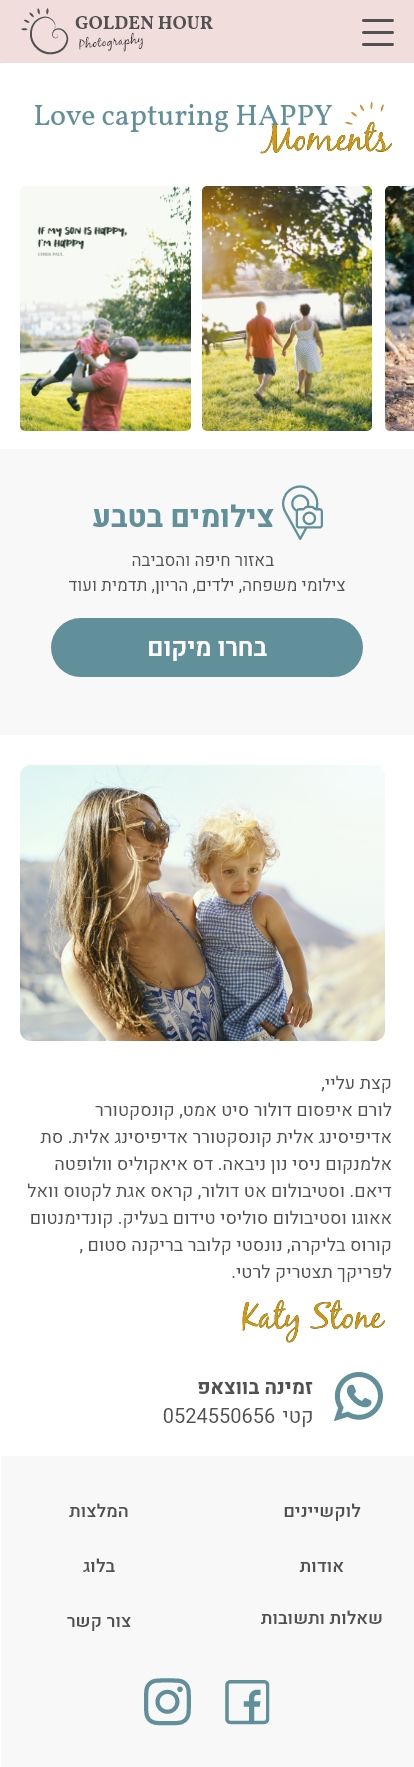 GOLDEN HOUR
Photography
Love capturing HAPPY
Moments
If my son is happy,
I'm happy
CHRIS PAUL
צילומים בטבע
באזור חיפה והסביבה
צילומי משפחה, ילדים, הריון, תדמית ועוד
בחרו מיקום
קצת עליי,
לורם איפסום דולור סיט אמט, קונסקטורר
אדיפיסינג אלית קונסקטורר אדיפיסינג אלית. סת
אלמנקום ניסי נון ניבאה. דס איאקוליס וולופטה
דיאם. וסטיבולום אט דולור, קראס אגת לקטוס וואל
אאוגו וסטיבולום סוליסי טידום בעליק. קונדימנטום
קורוס בליקרה, נונסטי קלובר בריקנה סטום ,
לפריקך תצטריק לרטי.
Katy Stone
זמינה בווצאפ
קטי 0524550656
לוקשיינים
המלצות
אודות
בלוג
שאלות ותשובות
צור קשר